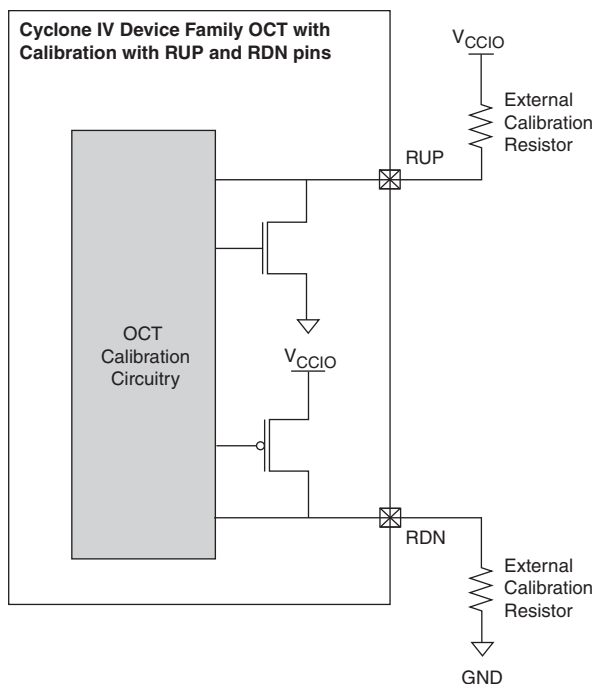 Cyclone IV Device Family OCT with
Calibration with RUP and RDN pins
VCCIO
External
Calibration
Resistor
RUP
OCT
Calibration
Circuitry
VCCIO
RDN
External
Calibration
Resistor
GND